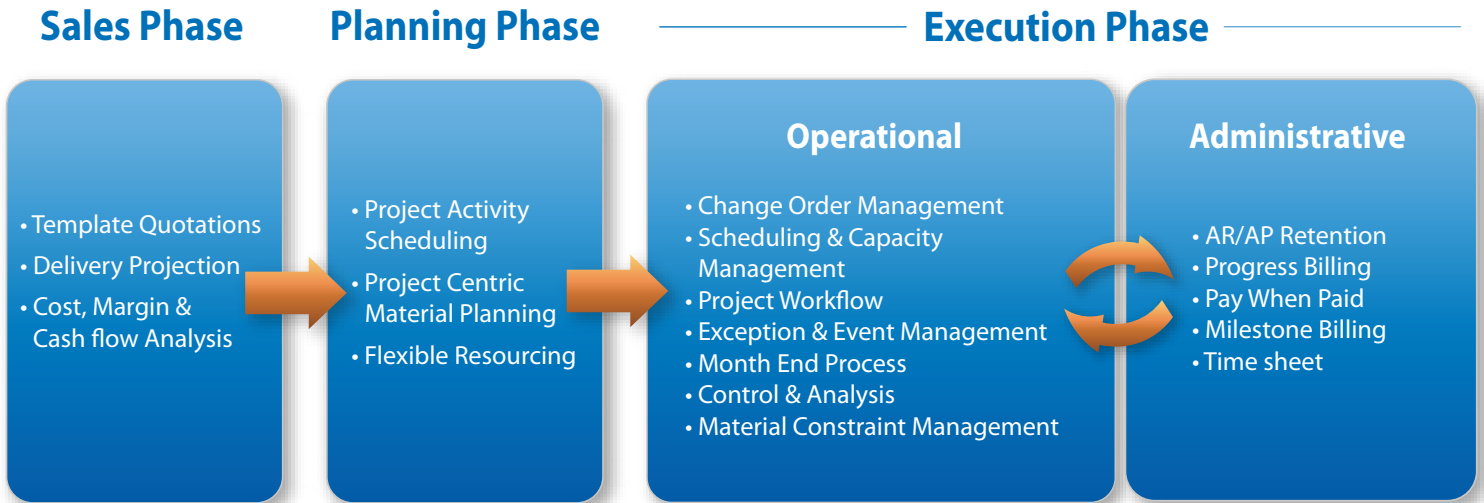 Sales Phase
Planning Phase
Execution Phase
• Template Quotations
• Delivery Projection
• Cost, Margin &
Cash flow Analysis
• Project Activity
Scheduling
• Project Centric
Material Planning
• Flexible Resourcing
Operational
• Change Order Management
• Scheduling & Capacity
Management
• Project Workflow
• Exception & Event Management
• Month End Process
• Control & Analysis
• Material Constraint Management
Administrative
• AR/AP Retention
• Progress Billing
• Pay When Paid
• Milestone Billing
• Time sheet